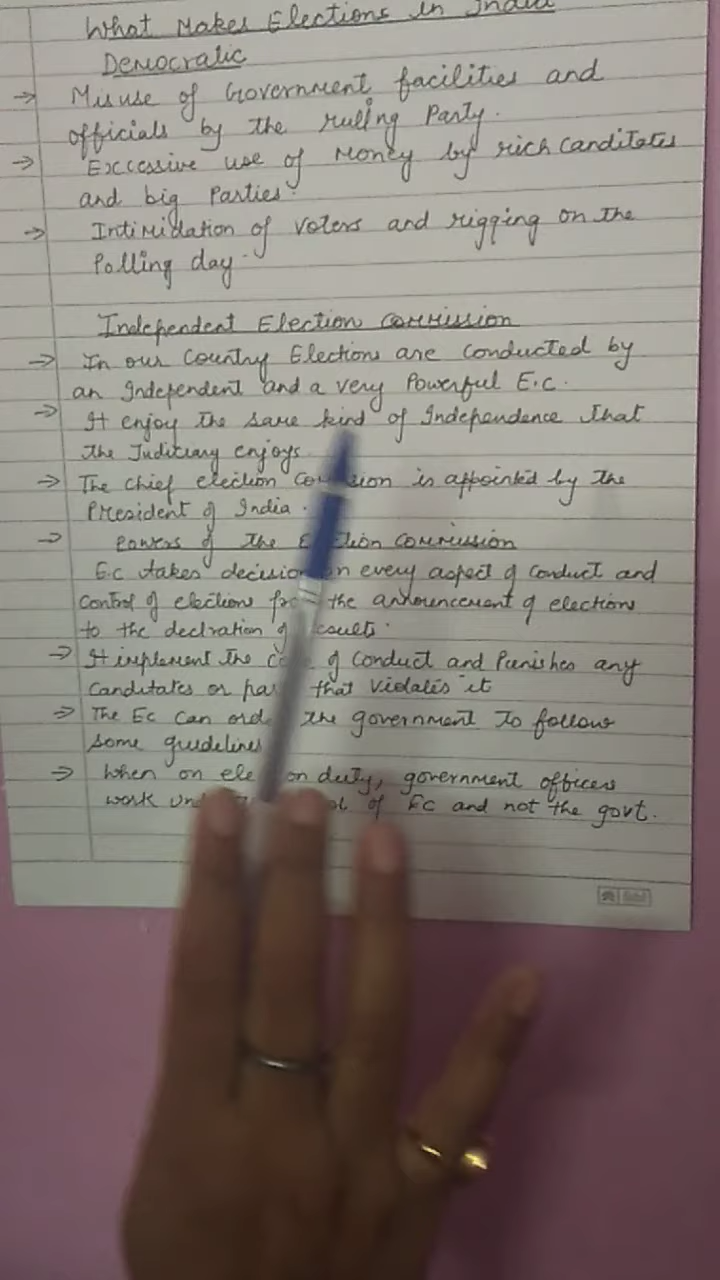 What Makes Elections in India
Democratic
→ Misuse of Government facilities and
officials by the ruling Party.
→ Excessive use of Money by rich Canditates
and big Parties.
→ Intimidation of Voters and rigging on the
Polling day.
Independent Election Commission
→ In our Country Elections are conducted by
an Independent and a very Powerful E.C.
→ It enjoy the same kind of Independence that
the Judiciary enjoys
→ The Chief election is appointed by the
President of India.
→ Powers of The Commission
E.C takes on every aspect of conduct and
control of elections the announcement of elections
to the declration
→ It implement the of Conduct and Punishes any
Canditates or that Violates it
→ The Ec Can the government To follow
some guidelines
→ When on duty, government officers
work of Ec and not the govt.